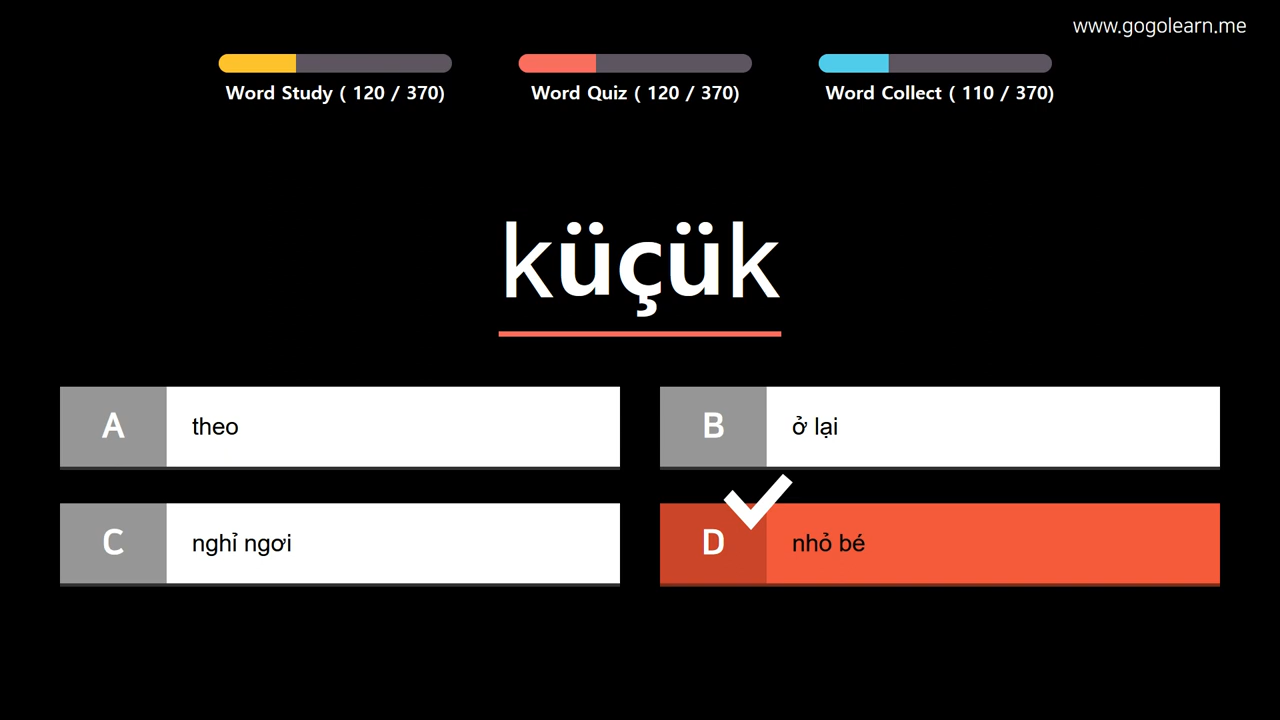 www.gogolearn.me
Word Study ( 120 / 370)
Word Quiz ( 120 / 370)
Word Collect ( 110 / 370)
küçük
A theo
B ở lại
C nghỉ ngơi
D nhỏ bé